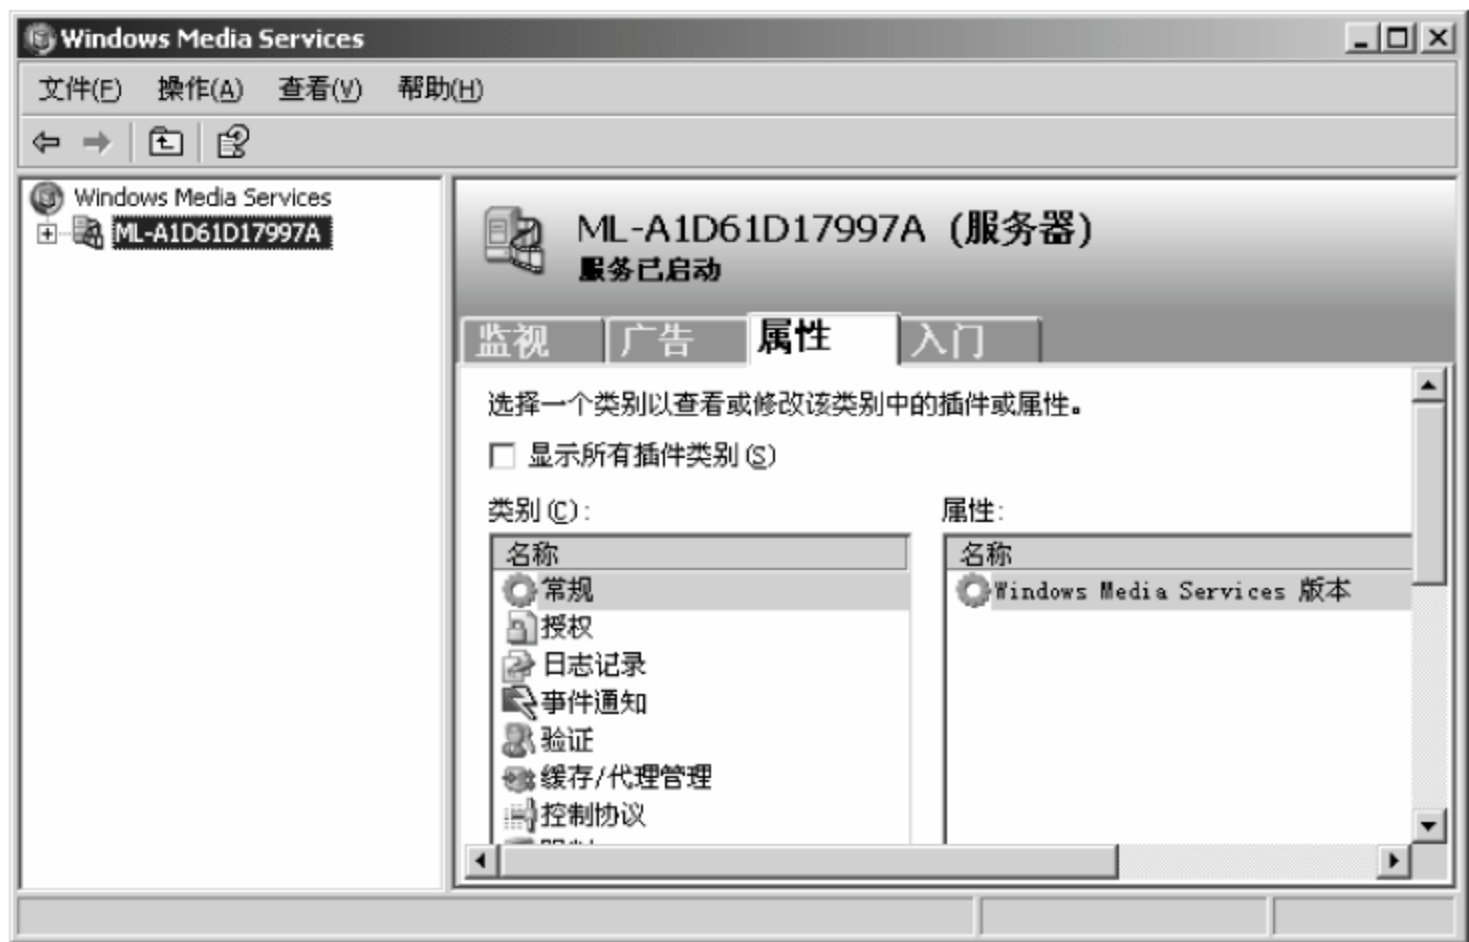 Windows Media Services
文件(F) 操作(A) 查看(V) 帮助(H)
Windows Media Services
ML-A1D61D17997A
ML-A1D61D17997A (服务器)
服务已启动
监视 广告 属性 入门
选择一个类别以查看或修改该类别中的插件或属性。
显示所有插件类别(S)
类别(C):
名称
常规
授权
日志记录
事件通知
验证
缓存/代理管理
控制协议
属性:
名称
Windows Media Services 版本